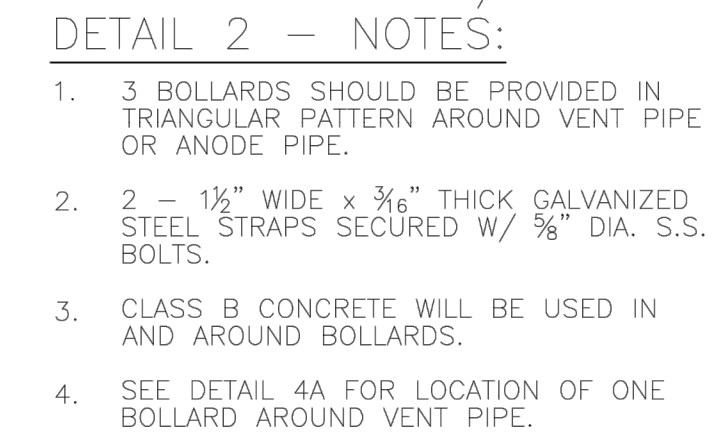 DETAIL 2 – NOTES:
1. 3 BOLLARDS SHOULD BE PROVIDED IN
TRIANGULAR PATTERN AROUND VENT PIPE
OR ANODE PIPE.
2. 2 – 1½” WIDE x 3⁄16” THICK GALVANIZED
STEEL STRAPS SECURED W/ ⅝” DIA. S.S.
BOLTS.
3. CLASS B CONCRETE WILL BE USED IN
AND AROUND BOLLARDS.
4. SEE DETAIL 4A FOR LOCATION OF ONE
BOLLARD AROUND VENT PIPE.